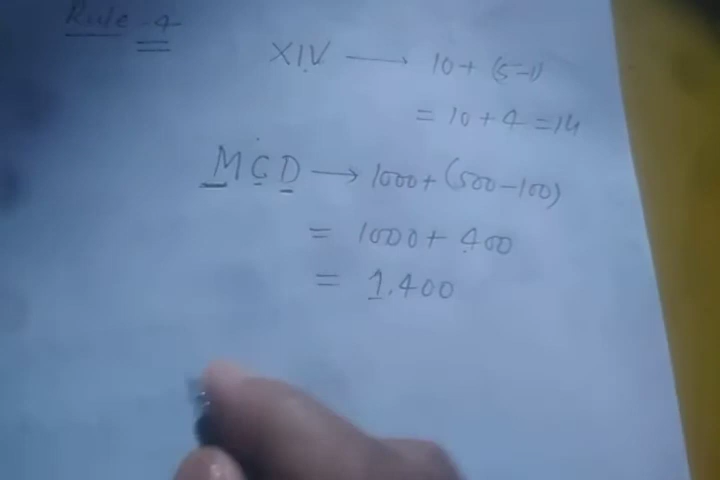 Rule - 4
XIV → 10 + (5-1)
= 10 + 4 = 14
MCD → 1000 + (500 - 100)
= 1000 + 400
= 1.400